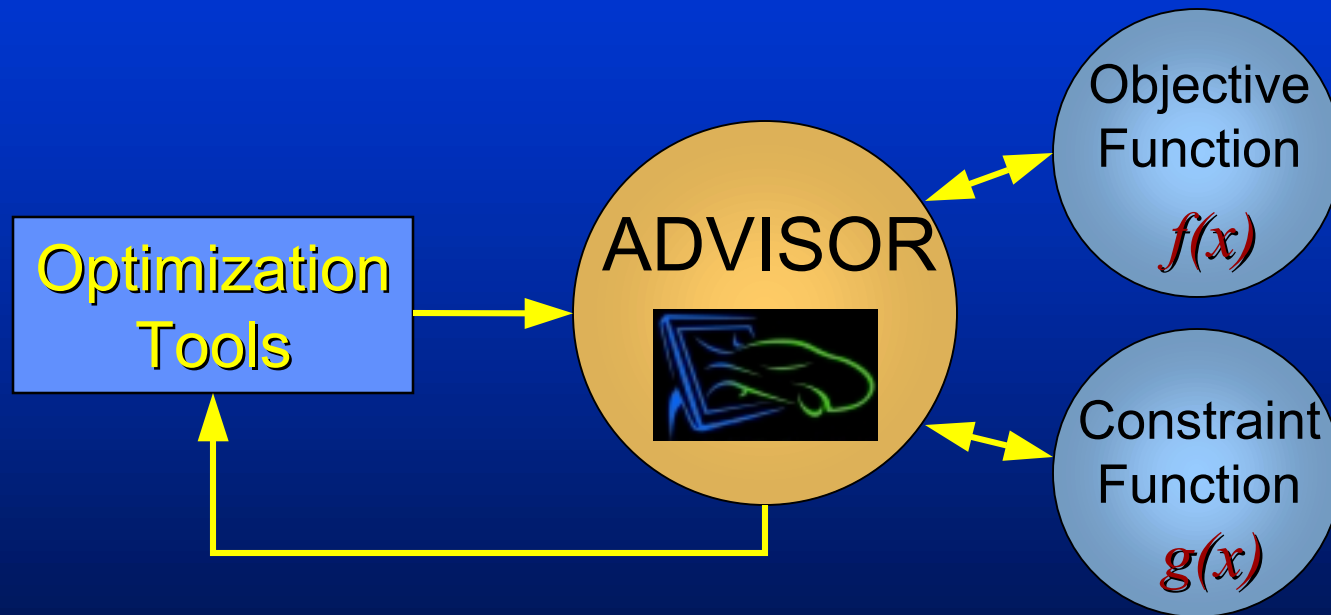 Optimization
Tools
ADVISOR
Objective
Function
f(x)
Constraint
Function
g(x)